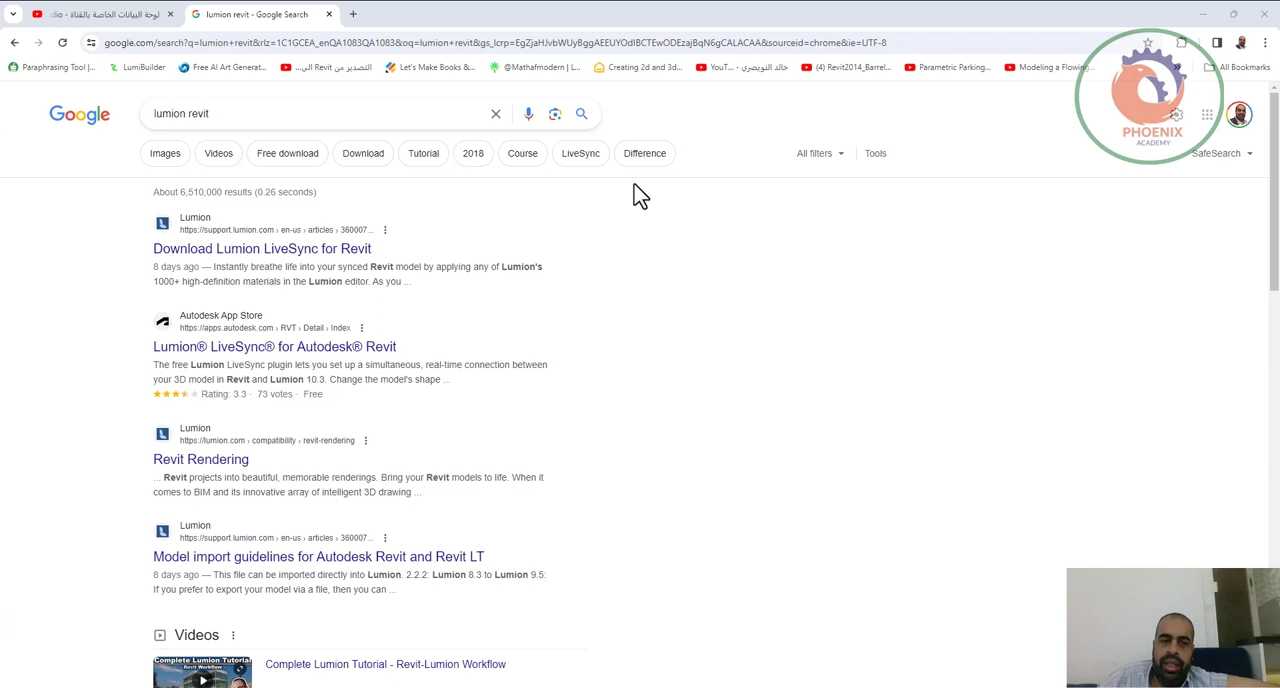 لوحة البيانات الخاصة بالقناة - dio
lumion revit - Google Search
google.com/search?q=lumion+revit&rlz=1C1GCEA_enQA1083QA1083&oq=lumion+revit&gs_lcrp=EgZjaHJvbWUyBggAEEUYOdIBCTEwODEzajBqN6gCALACAA&sourceid=chrome&ie=UTF-8
Paraphrasing Tool |...
LumiBuilder
Free AI Art Generat...
التصدير من Revit الى...
Let's Make Books a...
@Mathafmodern | L...
Creating 2d and 3d...
خالد النويصري - YouT...
(4) Revit2014_Barrel...
Parametric Parking...
Modeling a Flowing...
All Bookmarks
Google
lumion revit
PHOENIX
ACADEMY
Images
Videos
Free download
Download
Tutorial
2018
Course
LiveSync
Difference
All filters
Tools
SafeSearch
About 6,510,000 results (0.26 seconds)
Lumion
https://support.lumion.com › en-us › articles › 360007...
Download Lumion LiveSync for Revit
8 days ago — Instantly breathe life into your synced Revit model by applying any of Lumion's
1000+ high-definition materials in the Lumion editor. As you ...
Autodesk App Store
https://apps.autodesk.com › RVT › Detail › Index
Lumion® LiveSync® for Autodesk® Revit
The free Lumion LiveSync plugin lets you set up a simultaneous, real-time connection between
your 3D model in Revit and Lumion 10.3. Change the model's shape ...
Rating: 3.3 · 73 votes · Free
Lumion
https://lumion.com › compatibility › revit-rendering
Revit Rendering
... Revit projects into beautiful, memorable renderings. Bring your Revit models to life. When it
comes to BIM and its innovative array of intelligent 3D drawing ...
Lumion
https://support.lumion.com › en-us › articles › 360007...
Model import guidelines for Autodesk Revit and Revit LT
8 days ago — This file can be imported directly into Lumion. 2.2.2: Lumion 8.3 to Lumion 9.5:
If you prefer to export your model via a file, then you can ...
Videos
Complete Lumion Tutorial
Revit Workflow
Complete Lumion Tutorial - Revit-Lumion Workflow